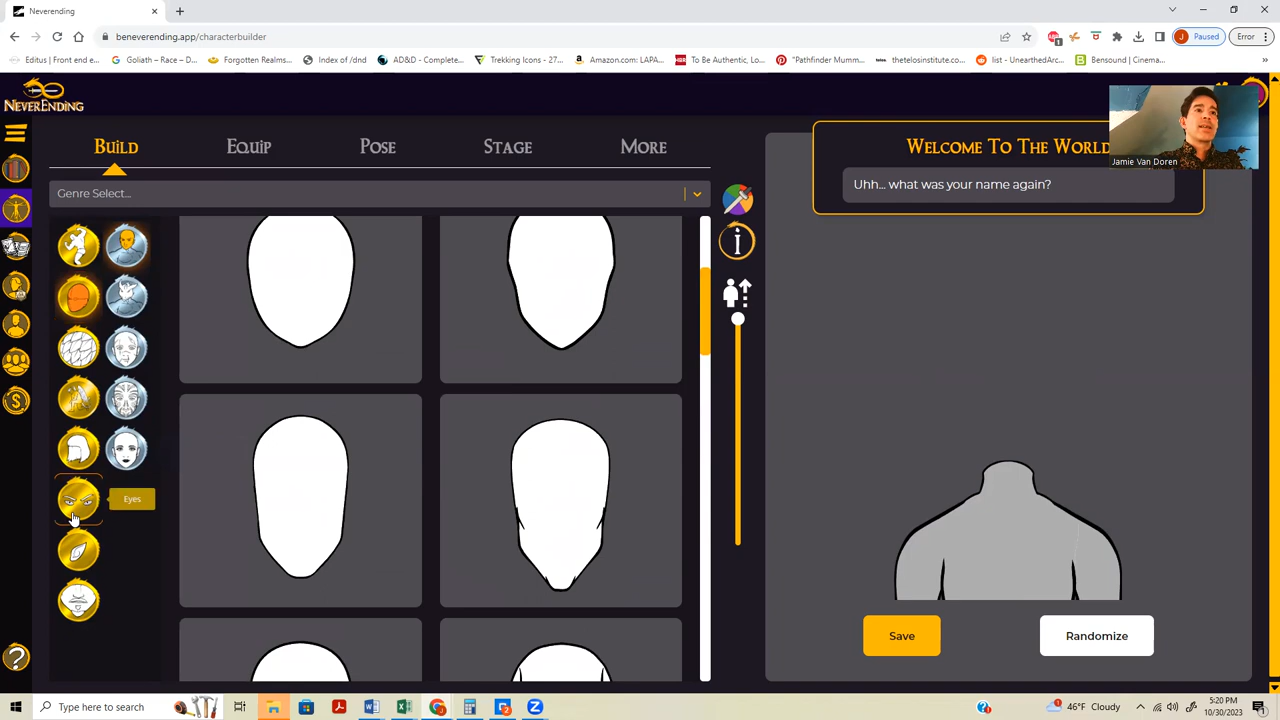 Neverending
beneverending.app/characterbuilder
Paused
Error
Editus | Front end e...
Goliath – Race – D...
Forgotten Realms...
Index of /dnd
AD&D - Complete...
Trekking Icons - 27...
Amazon.com: LAPA...
To Be Authentic, Lo...
"Pathfinder Mumm...
thetelosinstitute.co...
list - UnearthedArc...
Bensound | Cinema...
NEVERENDING
BUILD
EQUIP
POSE
STAGE
MORE
WELCOME TO THE WORLD
Jamie Van Doren
Genre Select...
Uhh... what was your name again?
Eyes
Save
Randomize
Type here to search
46°F Cloudy
5:20 PM
10/30/2023